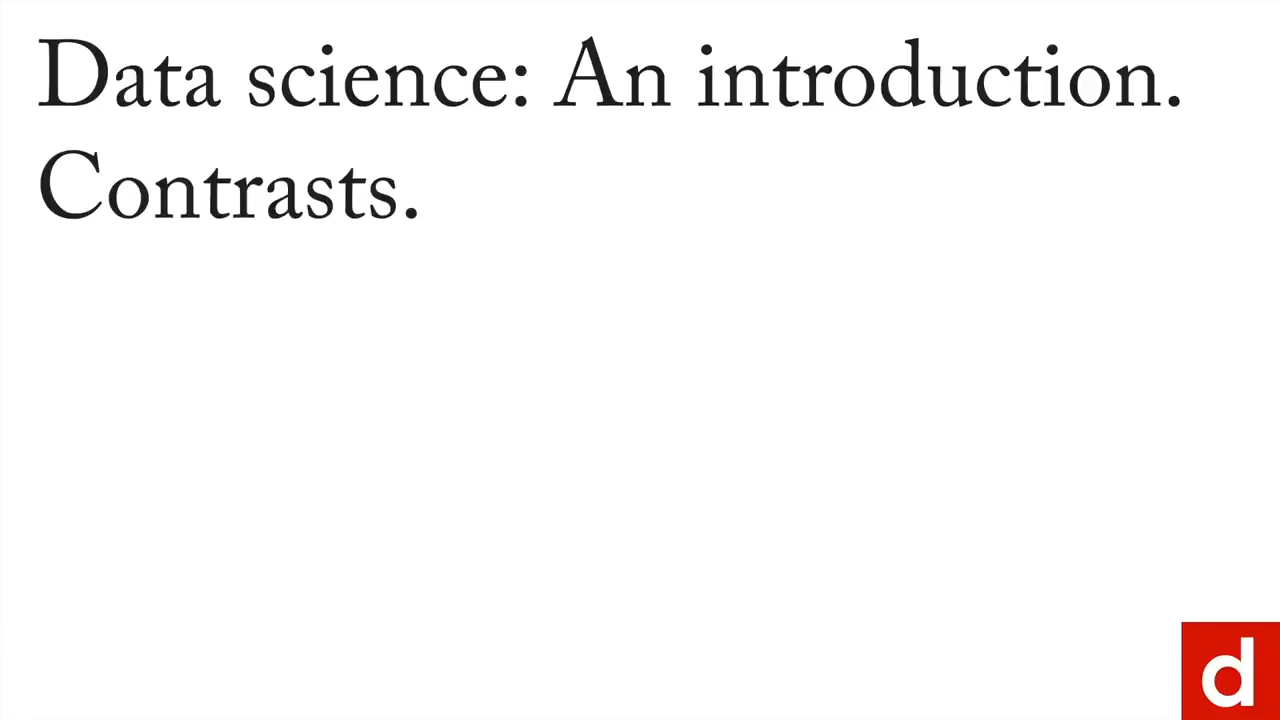 Data science: An introduction.
Contrasts.
d